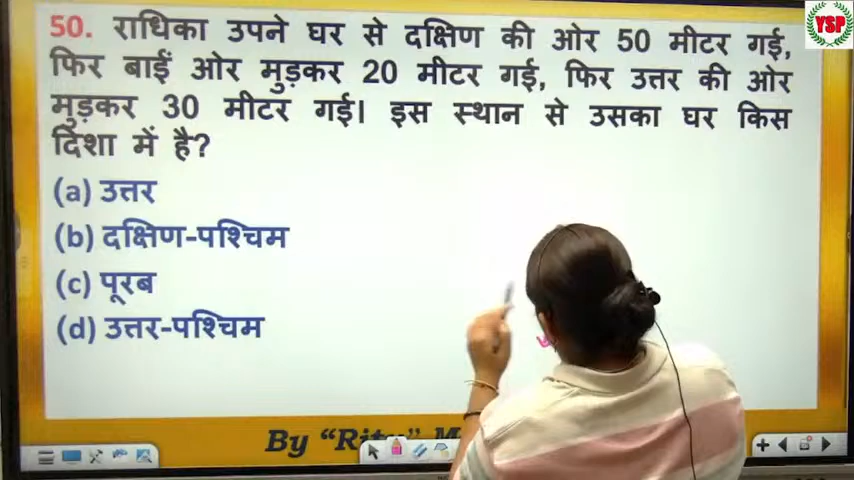 YSP
50. राधिका उपने घर से दक्षिण की ओर 50 मीटर गई,
फिर बाईं ओर मुड़कर 20 मीटर गई, फिर उत्तर की ओर
मुड़कर 30 मीटर गई। इस स्थान से उसका घर किस
दिशा में है?
(a) उत्तर
(b) दक्षिण-पश्चिम
(c) पूरब
(d) उत्तर-पश्चिम
By